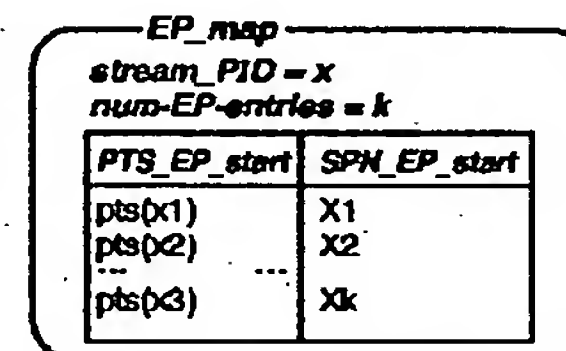 EP_map
stream_PID = x
num-EP-entries = k
PTS_EP_start SPN_EP_start
pts(x1) X1
pts(x2) X2
... ...
pts(x3) Xk